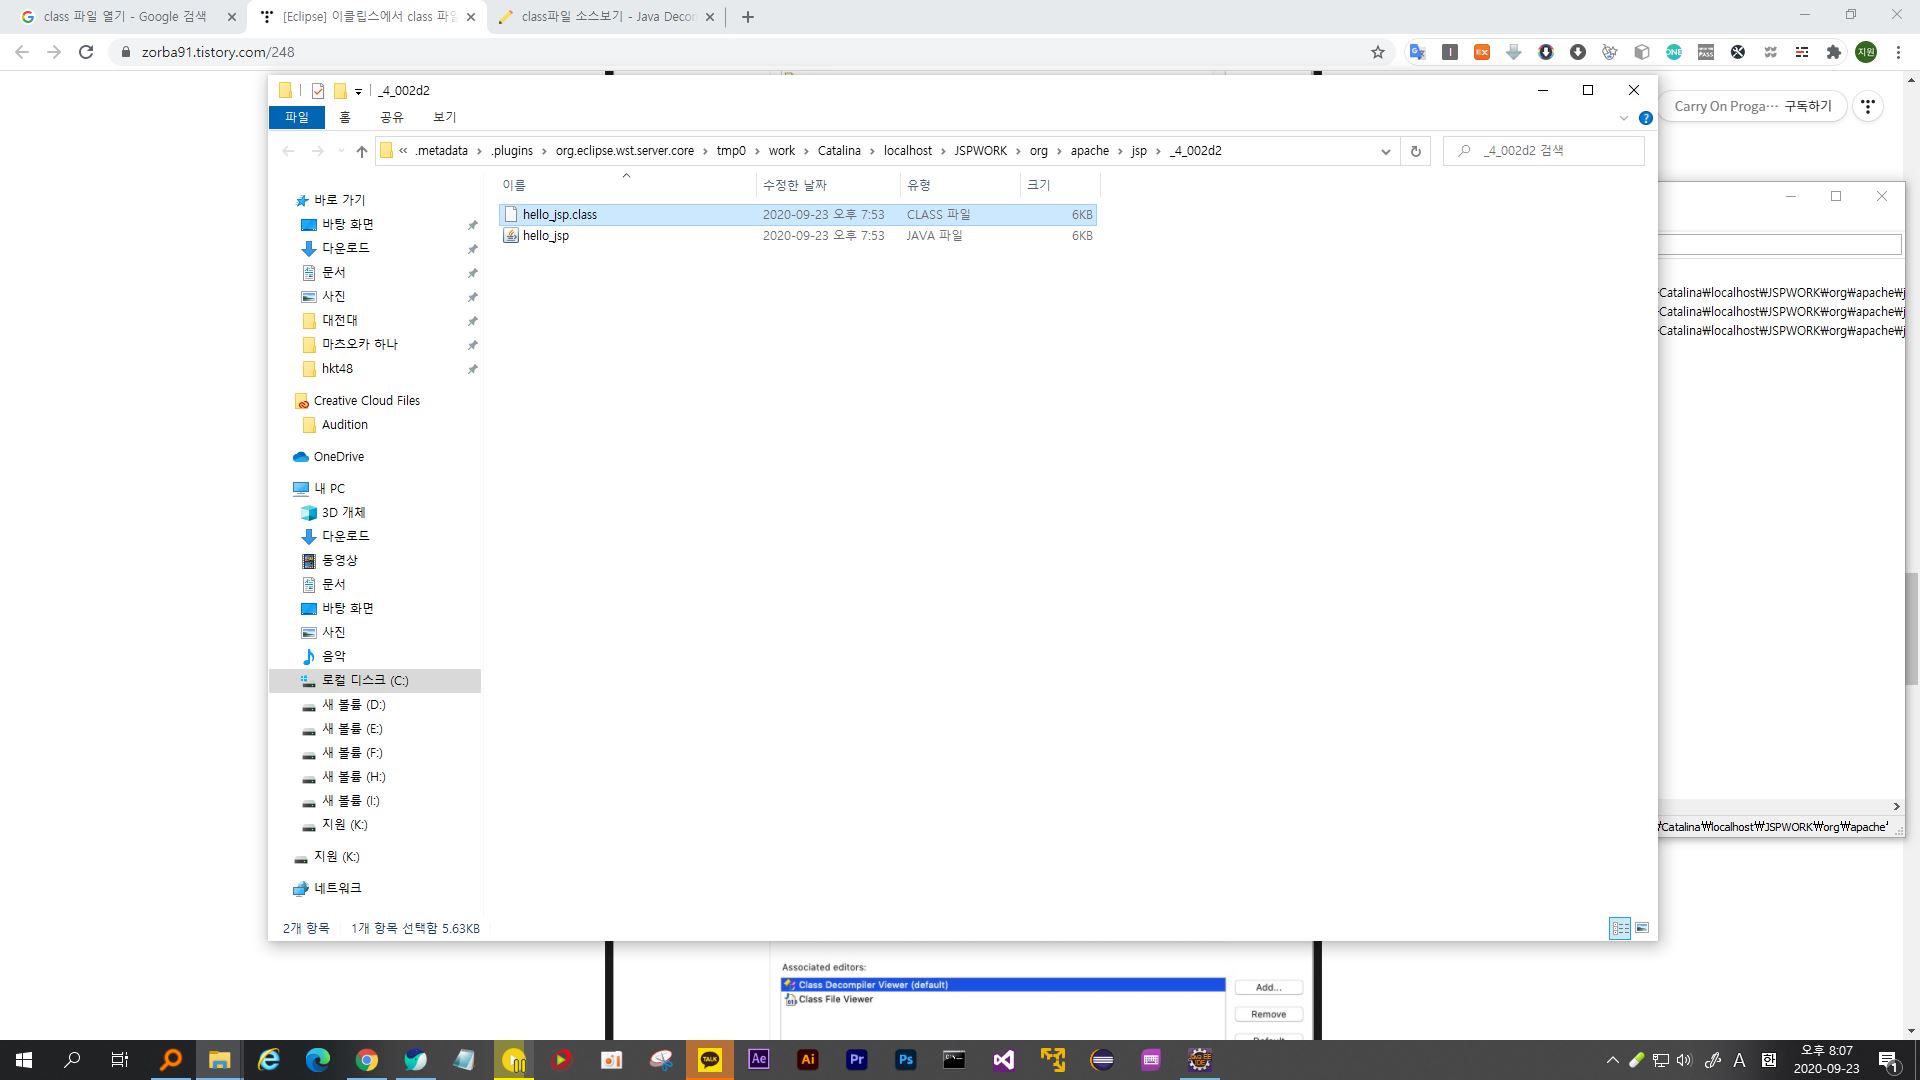 class 파일 열기 - Google 검색
[Eclipse] 이클립스에서 class 파일
class파일 소스보기 - Java Decor
zorba91.tistory.com/248
지원
Carry On Proga··· 구독하기
_4_002d2
파일 홈 공유 보기
« .metadata › .plugins › org.eclipse.wst.server.core › tmp0 › work › Catalina › localhost › JSPWORK › org › apache › jsp › _4_002d2
_4_002d2 검색
이름 수정한 날짜 유형 크기
hello_jsp.class 2020-09-23 오후 7:53 CLASS 파일 6KB
hello_jsp 2020-09-23 오후 7:53 JAVA 파일 6KB
바로 가기
바탕 화면
다운로드
문서
사진
대전대
마츠오카 하나
hkt48
Creative Cloud Files
Audition
OneDrive
내 PC
3D 개체
다운로드
동영상
문서
바탕 화면
사진
음악
로컬 디스크 (C:)
새 볼륨 (D:)
새 볼륨 (E:)
새 볼륨 (F:)
새 볼륨 (H:)
새 볼륨 (I:)
지원 (K:)
지원 (K:)
네트워크
2개 항목 1개 항목 선택함 5.63KB
Catalina₩localhost₩JSPWORK₩org₩apache₩j
Catalina₩localhost₩JSPWORK₩org₩apache₩j
Catalina₩localhost₩JSPWORK₩org₩apache₩j
₩Catalina₩localhost₩JSPWORK₩org₩apache
Associated editors:
Class Decompiler Viewer (default)
Class File Viewer
Add...
Remove
TALK
Ae
Ai
Pr
Ps
A
오후 8:07
2020-09-23
1